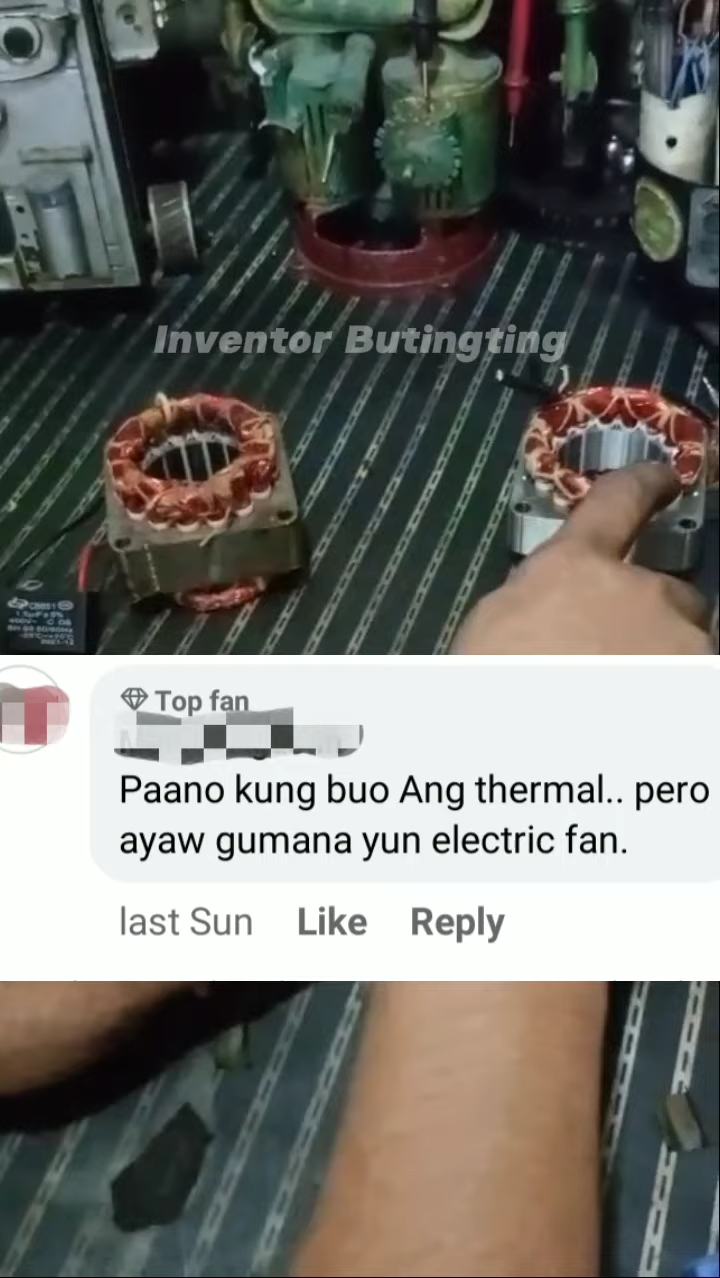 Inventor Butingting
CBB61
Top fan
Paano kung buo Ang thermal.. pero
ayaw gumana yun electric fan.
last Sun Like Reply